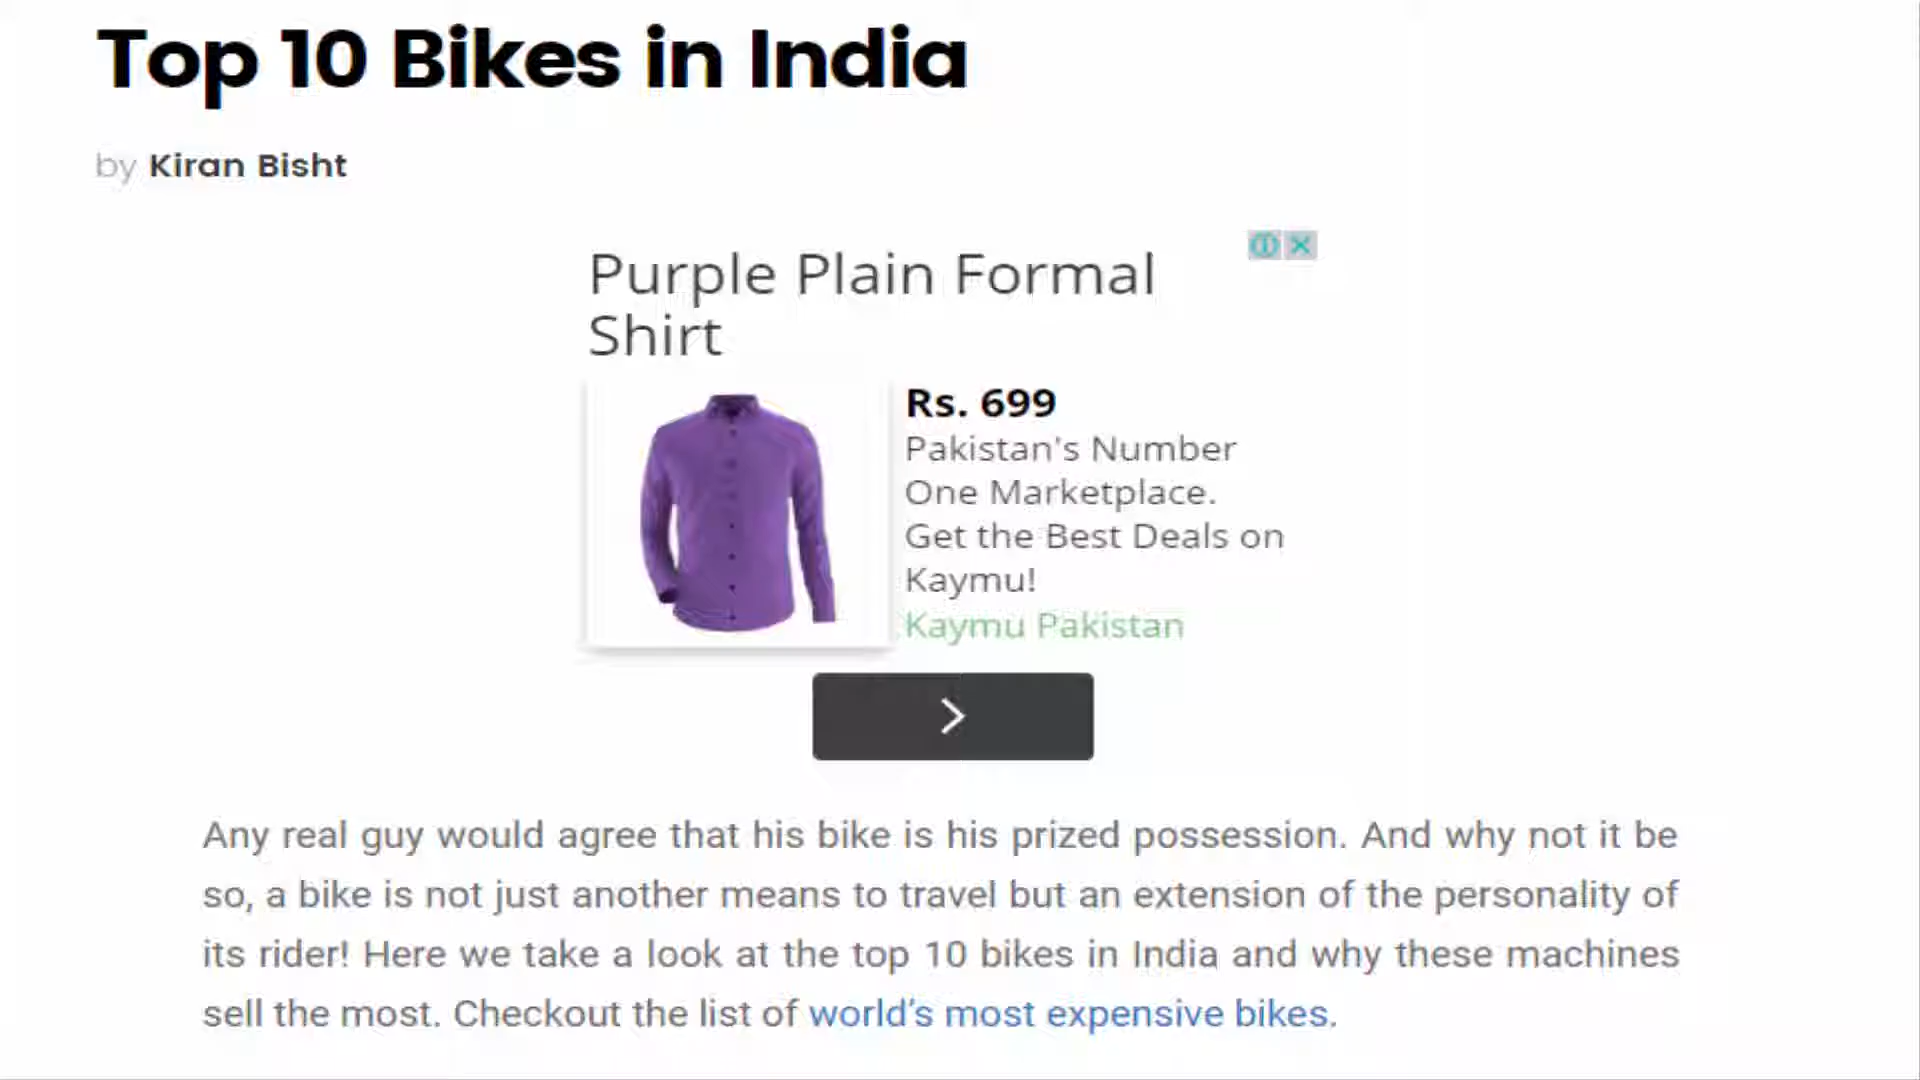 Top 10 Bikes in India
by Kiran Bisht
Purple Plain Formal
Shirt
Rs. 699
Pakistan's Number
One Marketplace.
Get the Best Deals on
Kaymu!
Kaymu Pakistan
Any real guy would agree that his bike is his prized possession. And why not it be
so, a bike is not just another means to travel but an extension of the personality of
its rider! Here we take a look at the top 10 bikes in India and why these machines
sell the most. Checkout the list of world’s most expensive bikes.